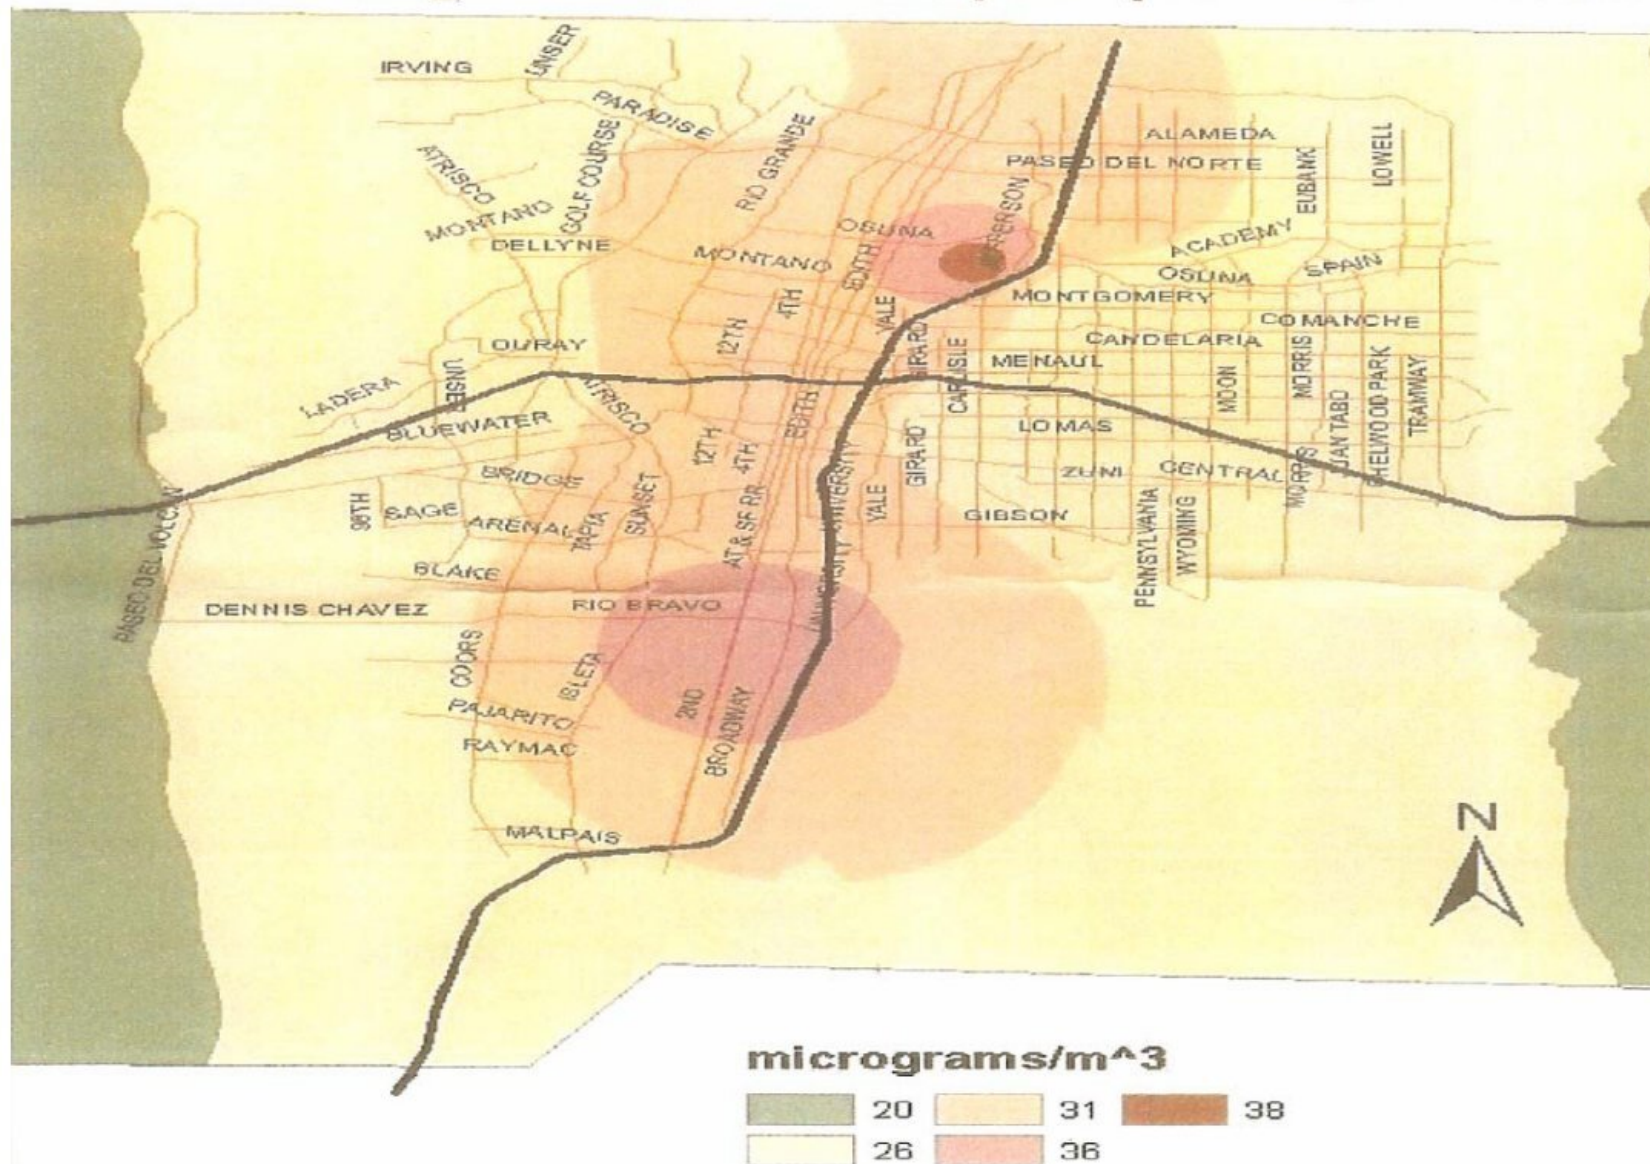 IRVING
UNSER
PARADISE
ATRISCO
GOLF COURSE
RIO GRANDE
MONTANO
DELLYNE
ALAMEDA
PASEO DEL NORTE
EUBANK
LOWELL
OSUNA
EDITH
MONTANO
ACADEMY
OSUNA
SPAIN
MONTGOMERY
4TH
YALE
12TH
GIRARD
CARLISLE
COMANCHE
CANDELARIA
MENAUL
OURAY
UNSER
LADERA
ATRISCO
BLUEWATER
MOON
MORRIS
JUAN TABO
SHELWOOD PARK
TRAMWAY
EDITH
12TH
4TH
GIRARD
LOMAS
ZUNI
CENTRAL
MORRIS
BRIDGE
98TH
SAGE
ARENAL
TAPIA
SUNSET
AT & SF RR
UNIVERSITY
YALE
GIBSON
PENNSYLVANIA
WYOMING
BLAKE
PASEO DEL VOLCAN
DENNIS CHAVEZ
RIO BRAVO
UNIVERSITY
COORS
ISLETA
PAJARITO
RAYMAC
2ND
BROADWAY
MALPAIS
N
micrograms/m^3
20 31 38
26 36